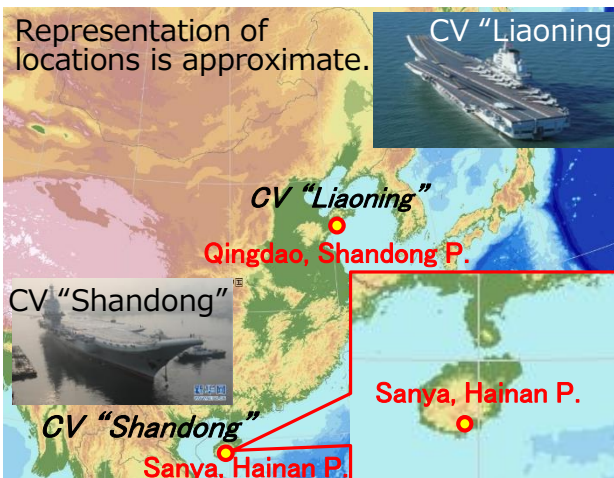 Representation of
locations is approximate.
CV “Liaoning
CV “Liaoning”
Qingdao, Shandong P.
CV “Shandong”
CV “Shandong”
Sanya, Hainan P.
Sanya, Hainan P.